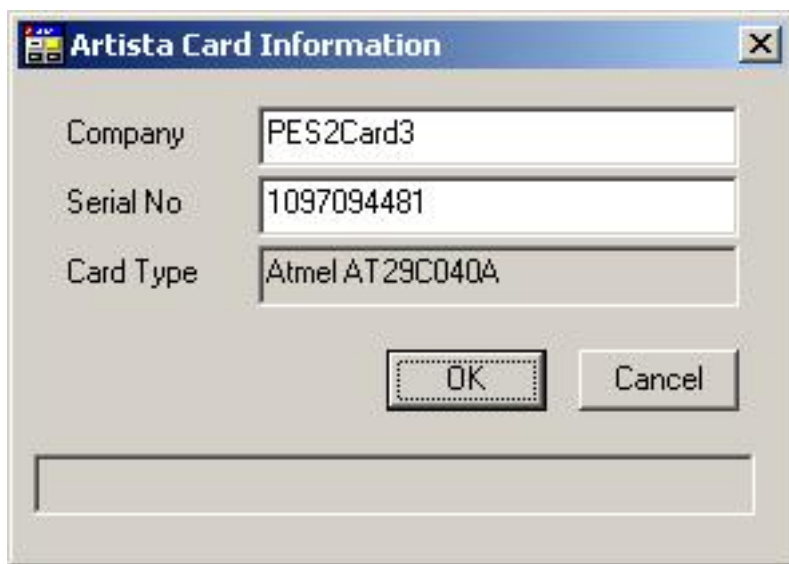 Artista Card Information
Company PES2Card3
Serial No 1097094481
Card Type Atmel AT29C040A
OK Cancel